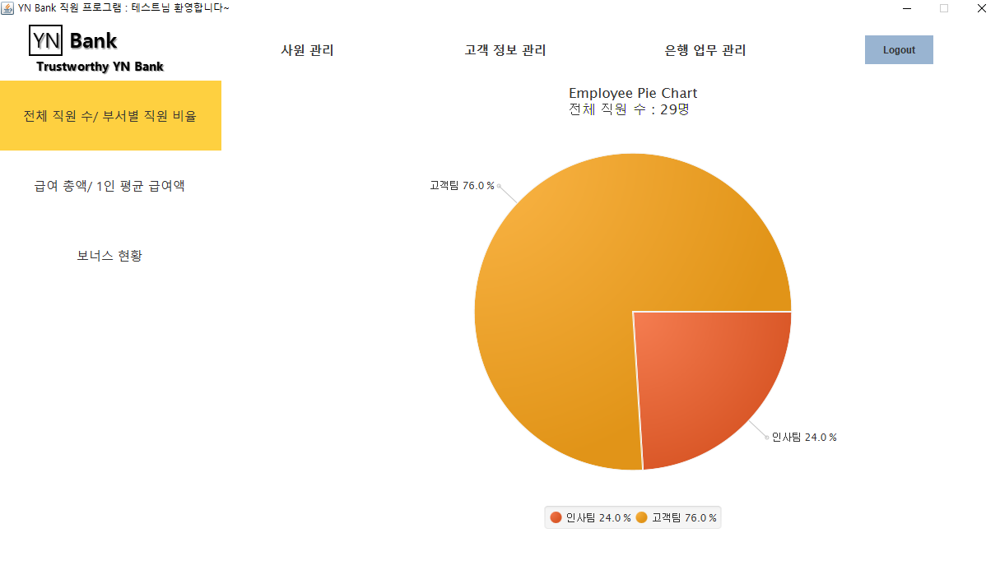 YN Bank 직원 프로그램 : 테스트님 환영합니다~
YN Bank
Trustworthy YN Bank
사원 관리
고객 정보 관리
은행 업무 관리
Logout
전체 직원 수/ 부서별 직원 비율
급여 총액/ 1인 평균 급여액
보너스 현황
Employee Pie Chart
전체 직원 수 : 29명
고객팀 76.0 %
인사팀 24.0 %
인사팀 24.0 % 고객팀 76.0 %